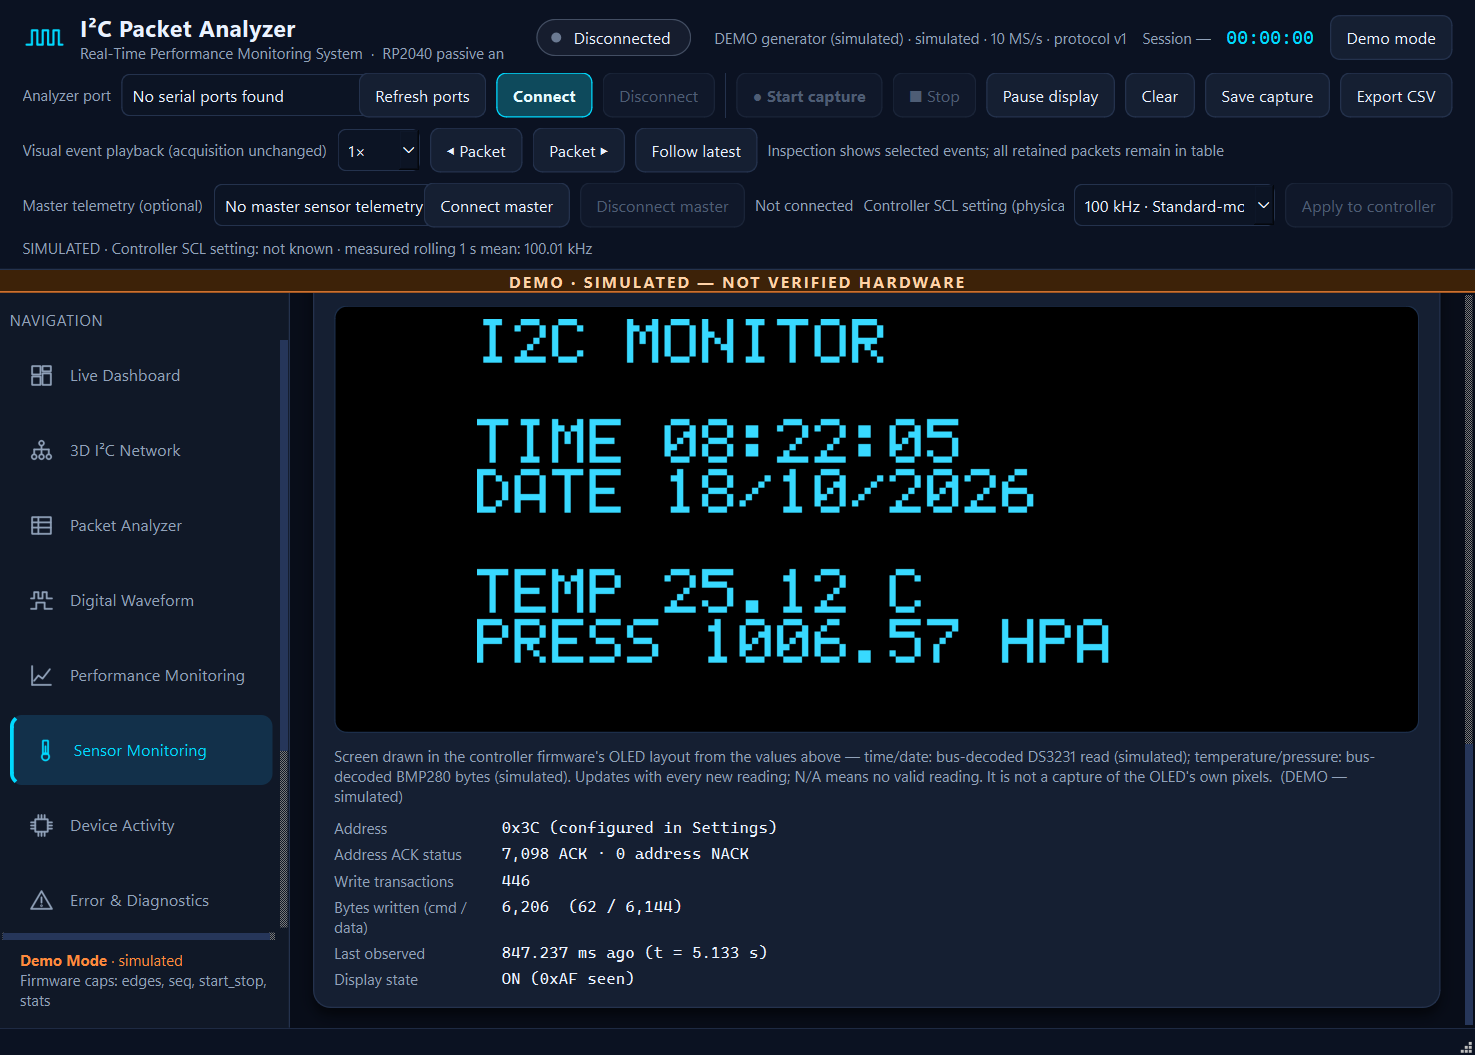 I²C Packet Analyzer
Real-Time Performance Monitoring System · RP2040 passive an
Disconnected
DEMO generator (simulated) · simulated · 10 MS/s · protocol v1
Session —
00:00:00
Demo mode
Analyzer port
No serial ports found
Refresh ports
Connect
Disconnect
● Start capture
■ Stop
Pause display
Clear
Save capture
Export CSV
Visual event playback (acquisition unchanged)
1×
◂ Packet
Packet ▸
Follow latest
Inspection shows selected events; all retained packets remain in table
Master telemetry (optional)
No master sensor telemetry
Connect master
Disconnect master
Not connected
Controller SCL setting (physica
100 kHz · Standard-mo
Apply to controller
SIMULATED · Controller SCL setting: not known · measured rolling 1 s mean: 100.01 kHz
DEMO · SIMULATED — NOT VERIFIED HARDWARE
NAVIGATION
Live Dashboard
3D I²C Network
Packet Analyzer
Digital Waveform
Performance Monitoring
Sensor Monitoring
Device Activity
Error & Diagnostics
Demo Mode · simulated
Firmware caps: edges, seq, start_stop,
stats
I2C MONITOR
TIME 08:22:05
DATE 18/10/2026
TEMP 25.12 C
PRESS 1006.57 HPA
Screen drawn in the controller firmware's OLED layout from the values above — time/date: bus-decoded DS3231 read (simulated); temperature/pressure: bus-
decoded BMP280 bytes (simulated). Updates with every new reading; N/A means no valid reading. It is not a capture of the OLED's own pixels. (DEMO —
simulated)
Address
0x3C (configured in Settings)
Address ACK status
7,098 ACK · 0 address NACK
Write transactions
446
Bytes written (cmd /
data)
6,206 (62 / 6,144)
Last observed
847.237 ms ago (t = 5.133 s)
Display state
ON (0xAF seen)